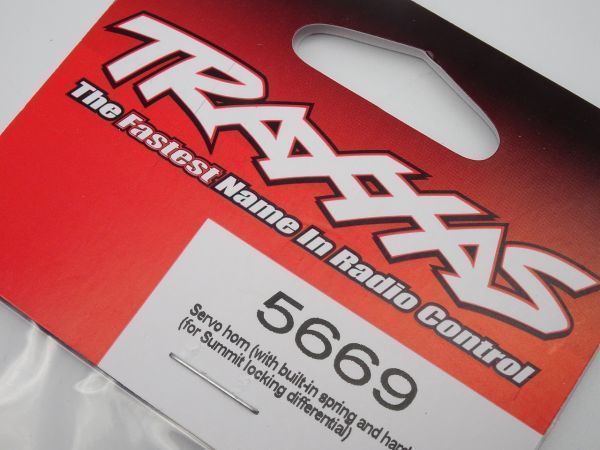 TRAXXAS
The Fastest Name In Radio Control
5669
Servo horn (with built-in spring and hard
(for Summit locking differential)